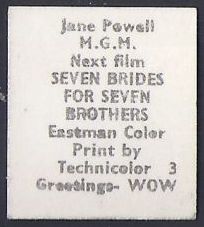 Jane Powell
M.G.M.
Next film
SEVEN BRIDES
FOR SEVEN
BROTHERS
Eastman Color
Print by
Technicolor 3
Greetings- WOW